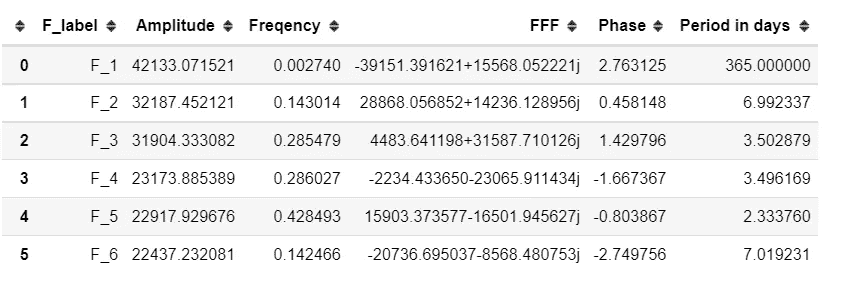 F_label Amplitude Freqency FFF Phase Period in days
0 F_1 42133.071521 0.002740 -39151.391621+15568.052221j 2.763125 365.000000
1 F_2 32187.452121 0.143014 28868.056852+14236.128956j 0.458148 6.992337
2 F_3 31904.333082 0.285479 4483.641198+31587.710126j 1.429796 3.502879
3 F_4 23173.885389 0.286027 -2234.433650-23065.911434j -1.667367 3.496169
4 F_5 22917.929676 0.428493 15903.373577-16501.945627j -0.803867 2.333760
5 F_6 22437.232081 0.142466 -20736.695037-8568.480753j -2.749756 7.019231